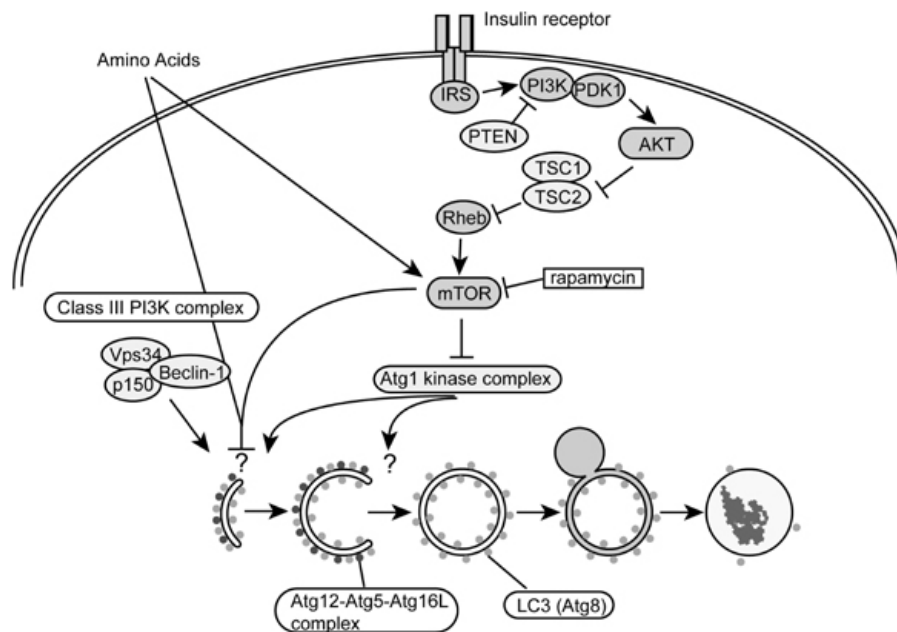 Insulin receptor
Amino Acids
IRS
PI3K
PDK1
PTEN
AKT
TSC1
TSC2
Rheb
mTOR
rapamycin
Class III PI3K complex
Vps34
p150
Beclin-1
Atg1 kinase complex
?
?
Atg12-Atg5-Atg16L
complex
LC3 (Atg8)